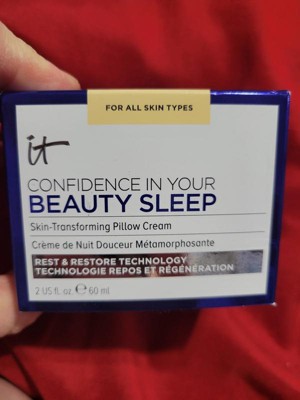 FOR ALL SKIN TYPES
it
CONFIDENCE IN YOUR
BEAUTY SLEEP
Skin-Transforming Pillow Cream
Crème de Nuit Douceur Métamorphosante
REST & RESTORE TECHNOLOGY
TECHNOLOGIE REPOS ET RÉGÉNÉRATION
2 US fl. oz. ℮ 60 ml